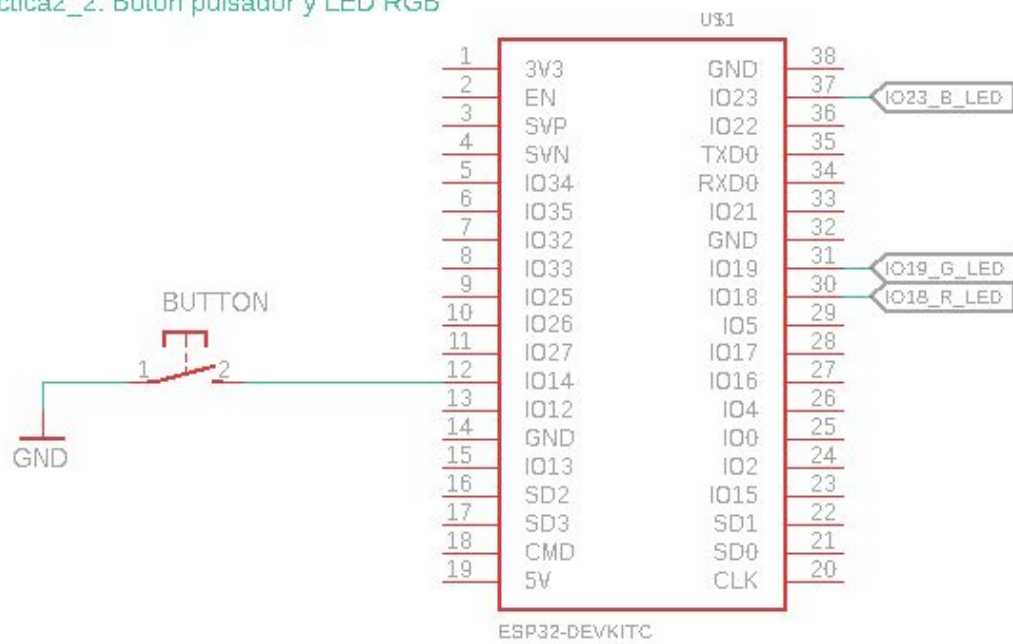 2_2. Botón pulsador y LED RGB
U$1
1 3V3 GND 38
2 EN IO23 37 IO23_B_LED
3 SVP IO22 36
4 SVN TXD0 35
5 IO34 RXD0 34
6 IO35 IO21 33
7 IO32 GND 32
8 IO33 IO19 31 IO19_G_LED
9 IO25 IO18 30 IO18_R_LED
BUTTON
10 IO26 IO5 29
11 IO27 IO17 28
1 2 12 IO14 IO16 27
13 IO12 IO4 26
14 GND IO0 25
GND
15 IO13 IO2 24
16 SD2 IO15 23
17 SD3 SD1 22
18 CMD SD0 21
19 5V CLK 20
ESP32-DEVKITC